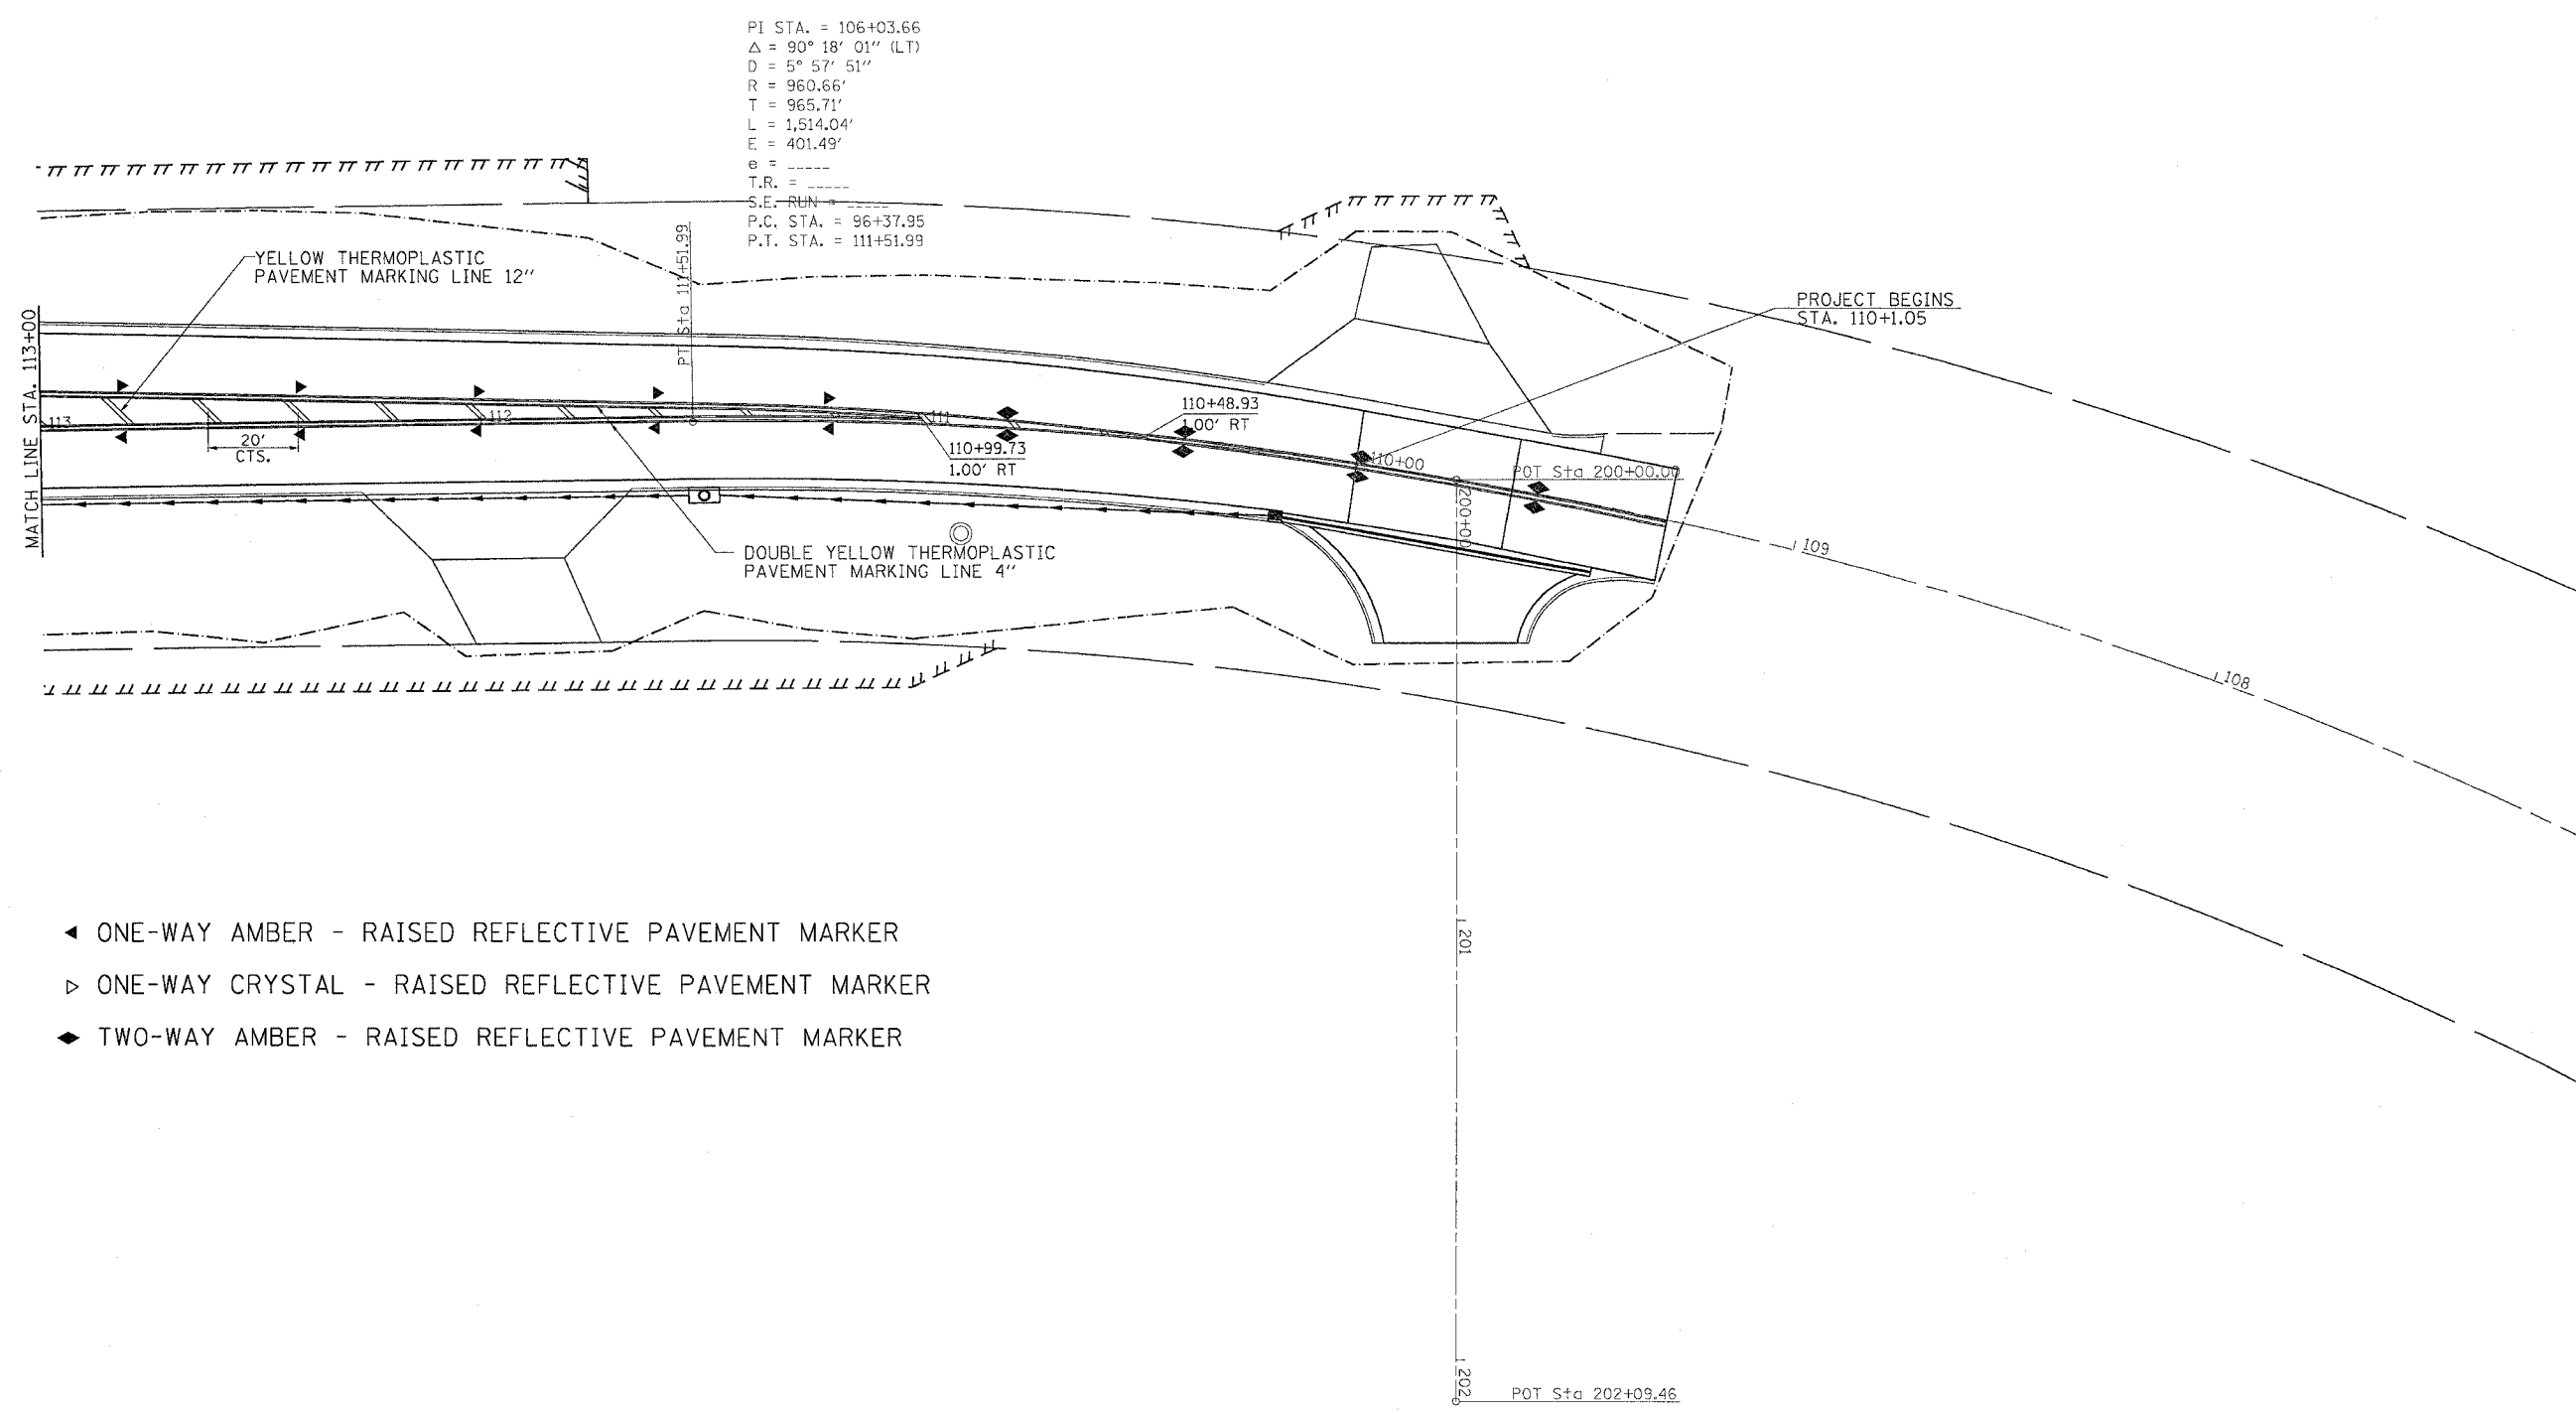 PI STA. = 106+03.66
Δ = 90° 18' 01" (LT)
D = 5° 57' 51"
R = 960.66'
T = 965.71'
L = 1,514.04'
E = 401.49'
e = _____
T.R. = _____
S.E. RUN = _____
P.C. STA. = 96+37.95
P.T. STA. = 111+51.99
PT Sta 111+51.99
YELLOW THERMOPLASTIC
PAVEMENT MARKING LINE 12"
PROJECT BEGINS
STA. 110+1.05
MATCH LINE STA. 113+00
113
112
111
20'
CTS.
110+48.93
1.00' RT
110+99.73
1.00' RT
110+00
POT Sta 200+00.00
200+00
DOUBLE YELLOW THERMOPLASTIC
PAVEMENT MARKING LINE 4"
109
108
ONE-WAY AMBER - RAISED REFLECTIVE PAVEMENT MARKER
ONE-WAY CRYSTAL - RAISED REFLECTIVE PAVEMENT MARKER
TWO-WAY AMBER - RAISED REFLECTIVE PAVEMENT MARKER
201
202
POT Sta 202+09.46